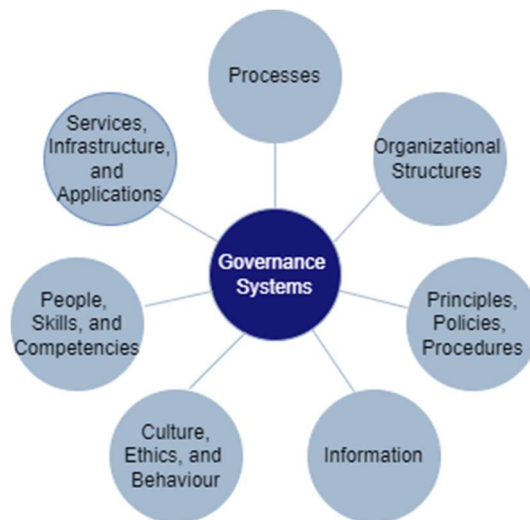 Processes
Organizational
Structures
Principles,
Policies,
Procedures
Information
Culture,
Ethics, and
Behaviour
People,
Skills, and
Competencies
Services,
Infrastructure,
and
Applications
Governance
Systems